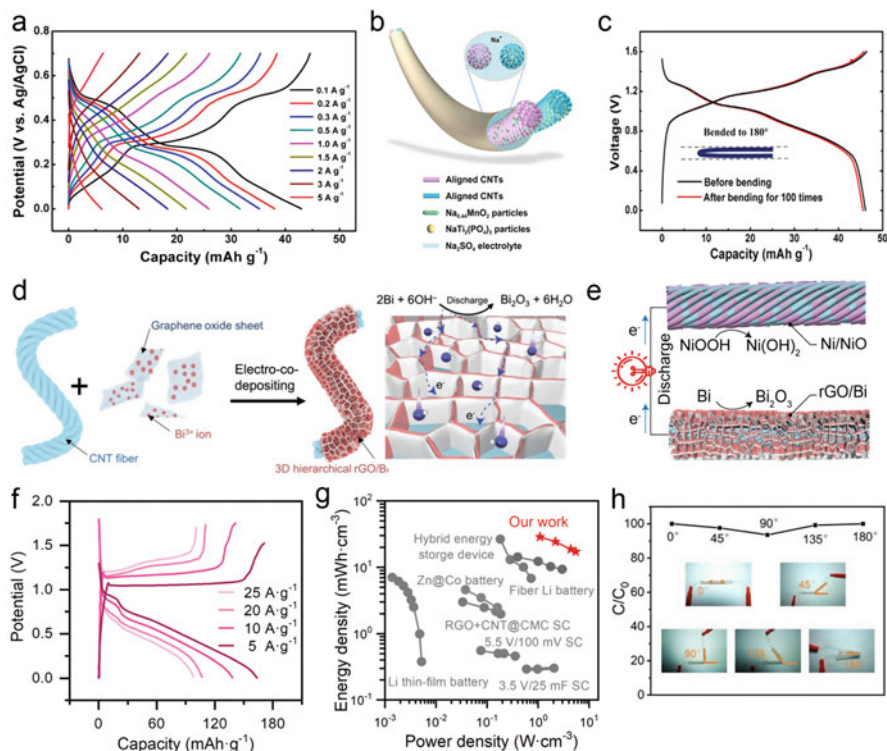 a
Potential (V vs. Ag/AgCl)
0.8
0.6
0.4
0.2
0.0
0.1 A g⁻¹
0.2 A g⁻¹
0.3 A g⁻¹
0.5 A g⁻¹
1.0 A g⁻¹
1.5 A g⁻¹
2 A g⁻¹
3 A g⁻¹
5 A g⁻¹
0 10 20 30 40 50
Capacity (mAh g⁻¹)
b
Na⁺
Aligned CNTs
Aligned CNTs
Na₀.₄₄MnO₂ particles
NaTi₂(PO₄)₃ particles
Na₂SO₄ electrolyte
c
Voltage (V)
1.6
1.2
0.8
0.4
0.0
Bended to 180°
Before bending
After bending for 100 times
0 10 20 30 40 50
Capacity (mAh g⁻¹)
d
Graphene oxide sheet
Bi³⁺ ion
CNT fiber
Electro-co-
depositing
3D hierarchical rGO/Bi
2Bi + 6OH⁻ Discharge Bi₂O₃ + 6H₂O
e⁻
e⁻
e
e⁻
Discharge
e⁻
NiOOH Ni(OH)₂ Ni/NiO
Bi Bi₂O₃ rGO/Bi
f
Potential (V)
2.0
1.5
1.0
0.5
0.0
25 A·g⁻¹
20 A·g⁻¹
10 A·g⁻¹
5 A·g⁻¹
0 60 120 180
Capacity (mAh·g⁻¹)
g
Energy density (mWh·cm⁻³)
10²
10¹
10⁰
10⁻¹
Our work
Hybrid energy
storge device
Zn@Co battery
Fiber Li battery
RGO+CNT@CMC SC
5.5 V/100 mV SC
Li thin-film battery
3.5 V/25 mF SC
10⁻³ 10⁻² 10⁻¹ 10⁰ 10¹
Power density (W·cm⁻³)
h
C/C₀
100
80
60
40
20
0
0° 45° 90° 135° 180°
0° 45°
90°